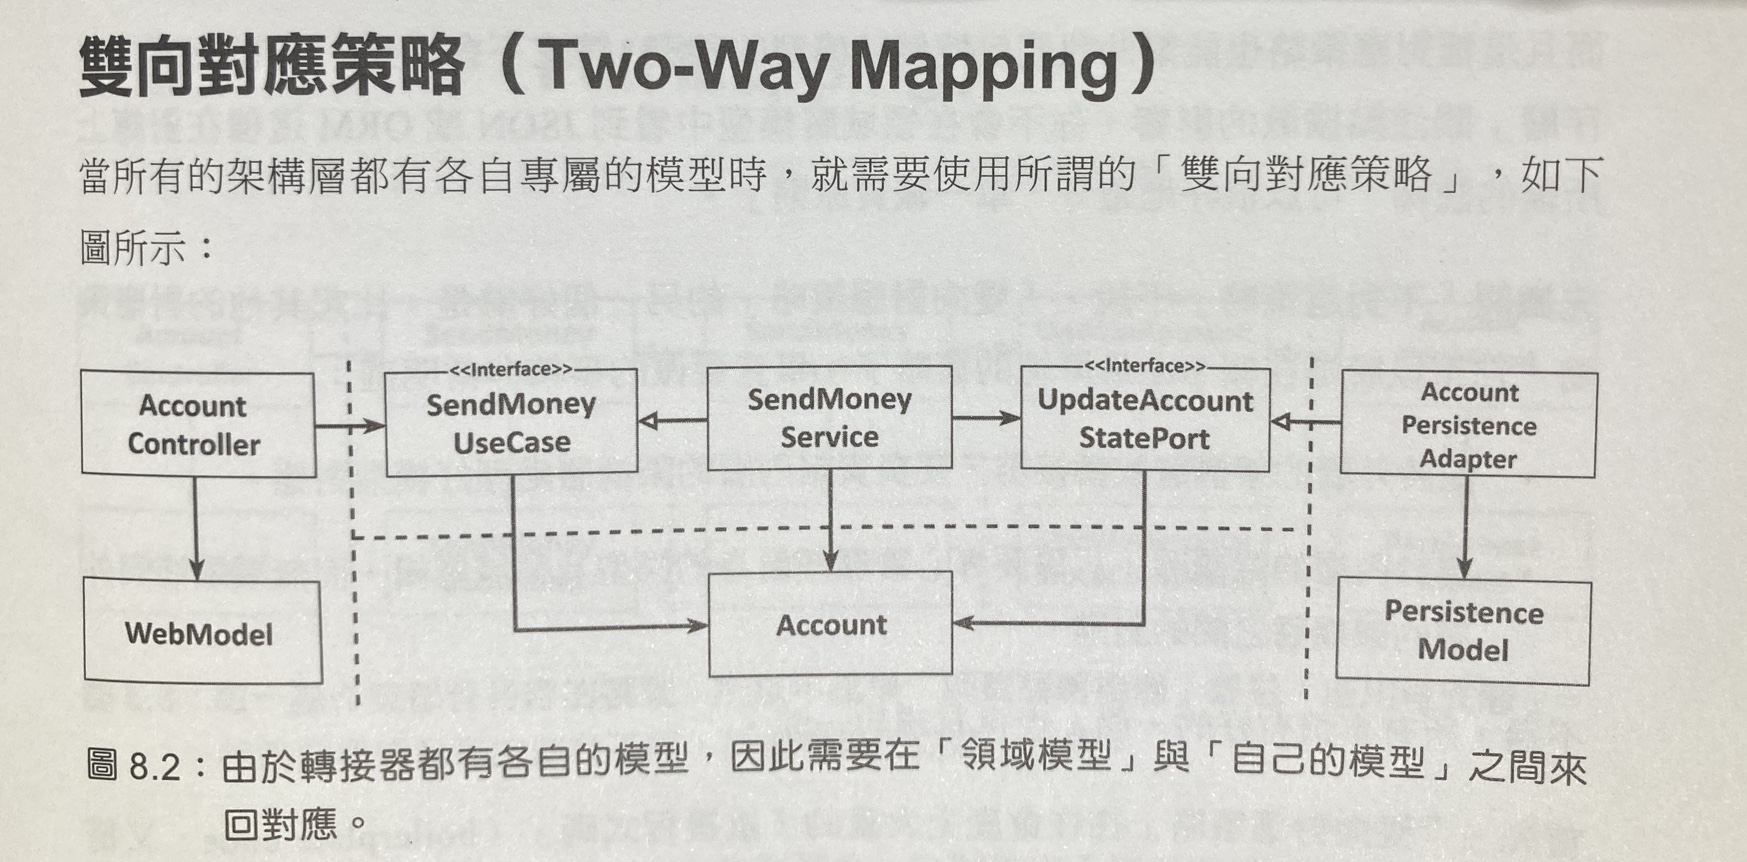 雙向對應策略（Two-Way Mapping）
當所有的架構層都有各自專屬的模型時，就需要使用所謂的「雙向對應策略」，如下
圖所示：
Account
Controller
<<Interface>>
SendMoney
UseCase
SendMoney
Service
<<Interface>>
UpdateAccount
StatePort
Account
Persistence
Adapter
WebModel
Account
Persistence
Model
圖 8.2：由於轉接器都有各自的模型，因此需要在「領域模型」與「自己的模型」之間來
回對應。